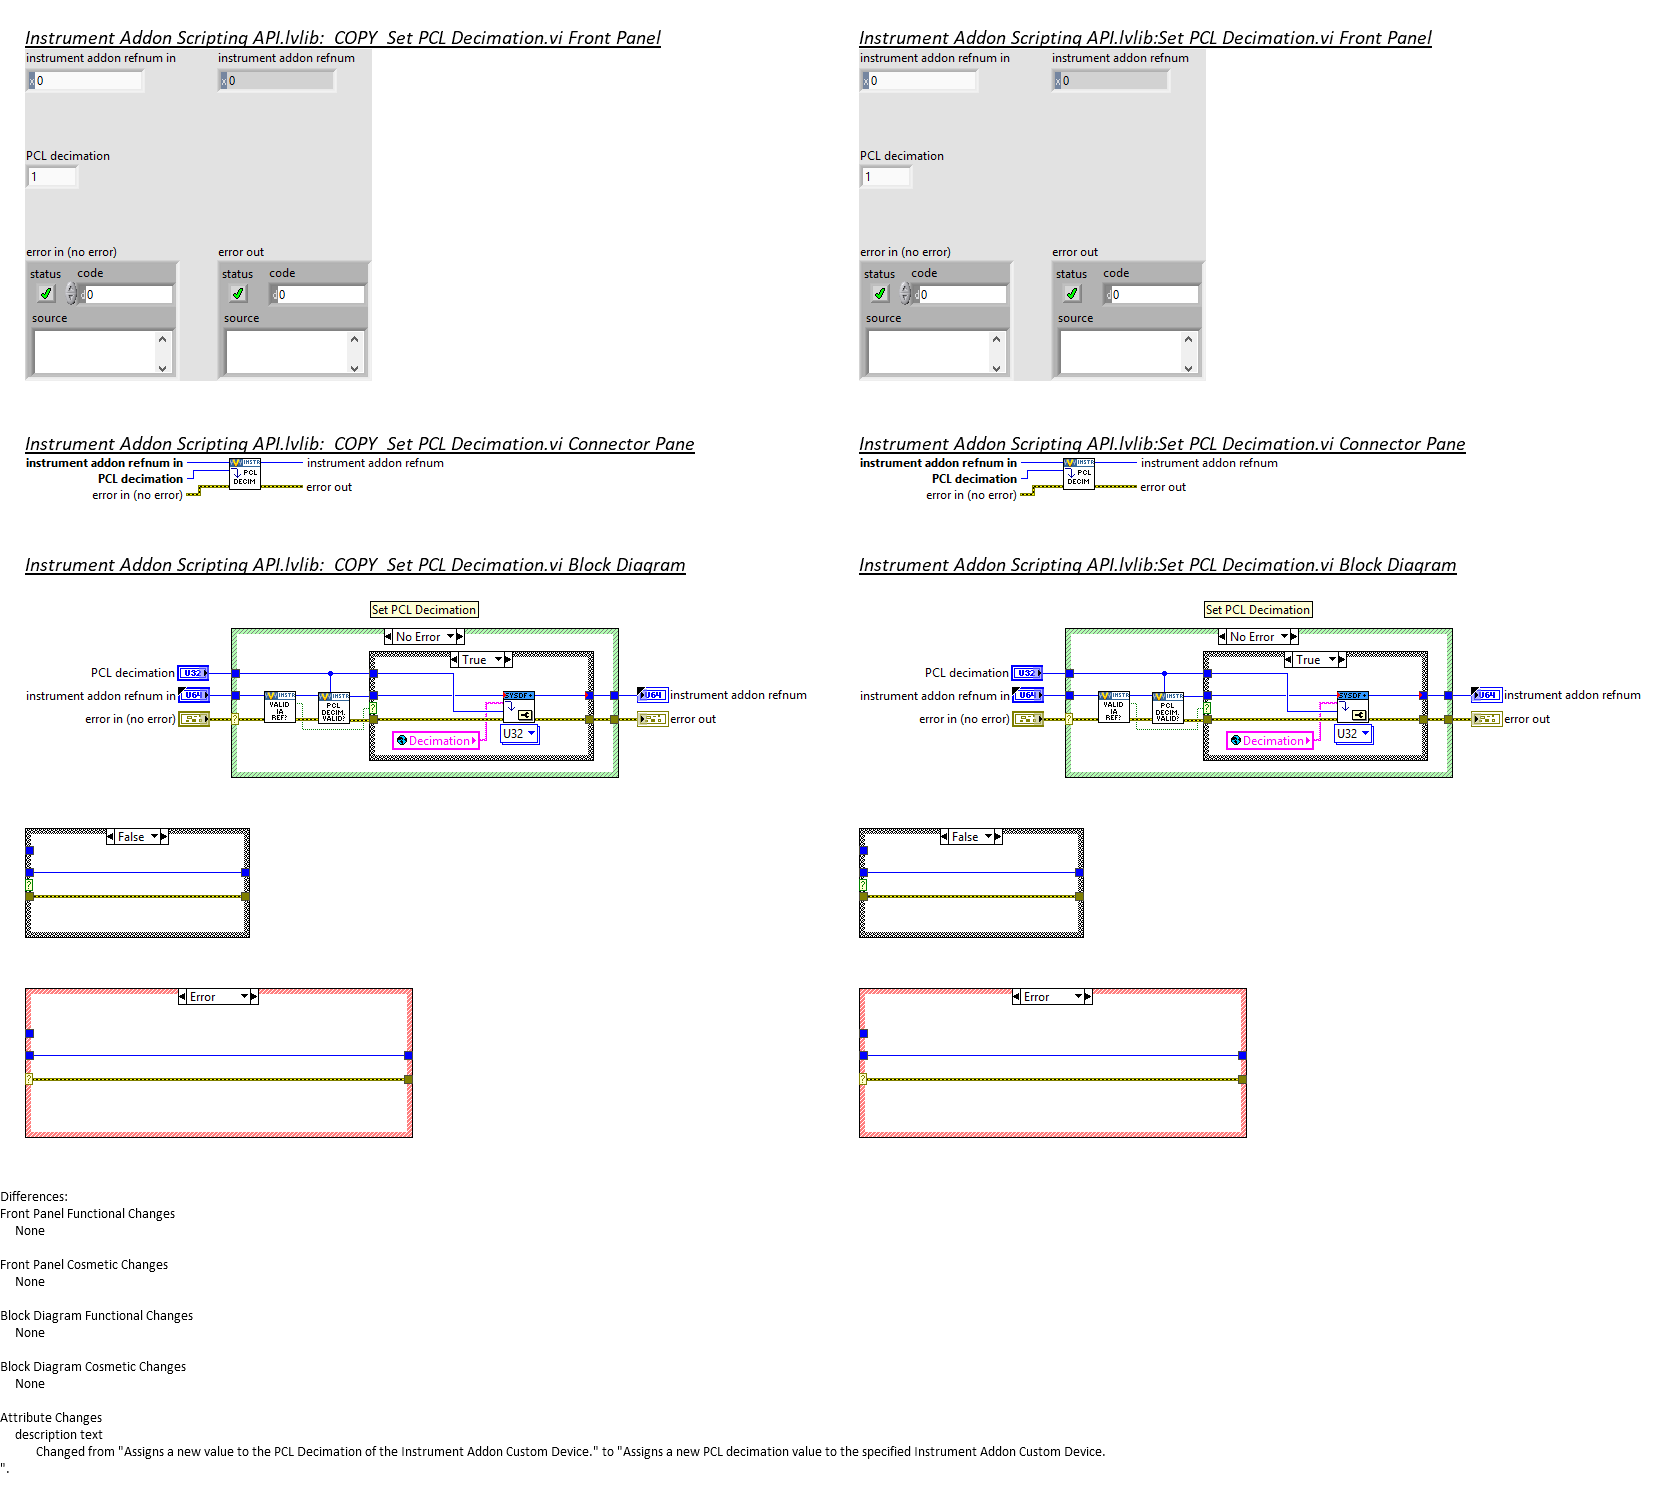 Instrument Addon Scripting API.lvlib:_COPY_Set PCL Decimation.vi Front Panel
instrument addon refnum in
instrument addon refnum
x 0
x 0
PCL decimation
1
error in (no error)
error out
status
code
status
code
d 0
d 0
source
source
Instrument Addon Scripting API.lvlib:Set PCL Decimation.vi Front Panel
instrument addon refnum in
instrument addon refnum
x 0
x 0
PCL decimation
1
error in (no error)
error out
status
code
status
code
d 0
d 0
source
source
Instrument Addon Scripting API.lvlib:_COPY_Set PCL Decimation.vi Connector Pane
instrument addon refnum in
PCL decimation
error in (no error)
INSTR
PCL
DECIM
instrument addon refnum
error out
Instrument Addon Scripting API.lvlib:Set PCL Decimation.vi Connector Pane
instrument addon refnum in
PCL decimation
error in (no error)
INSTR
PCL
DECIM
instrument addon refnum
error out
Instrument Addon Scripting API.lvlib:_COPY_Set PCL Decimation.vi Block Diagram
Set PCL Decimation
No Error
True
PCL decimation
U32
instrument addon refnum in
U64
error in (no error)
?
INSTR
VALID
IA
REF?
INSTR
PCL
DECIM.
VALID?
?
SYSDF
U32
Decimation
U64
instrument addon refnum
error out
False
?
Error
?
Instrument Addon Scripting API.lvlib:Set PCL Decimation.vi Block Diagram
Set PCL Decimation
No Error
True
PCL decimation
U32
instrument addon refnum in
U64
error in (no error)
?
INSTR
VALID
IA
REF?
INSTR
PCL
DECIM.
VALID?
?
SYSDF
U32
Decimation
U64
instrument addon refnum
error out
False
?
Error
?
Differences:
Front Panel Functional Changes
None
Front Panel Cosmetic Changes
None
Block Diagram Functional Changes
None
Block Diagram Cosmetic Changes
None
Attribute Changes
description text
Changed from "Assigns a new value to the PCL Decimation of the Instrument Addon Custom Device." to "Assigns a new PCL decimation value to the specified Instrument Addon Custom Device.
".